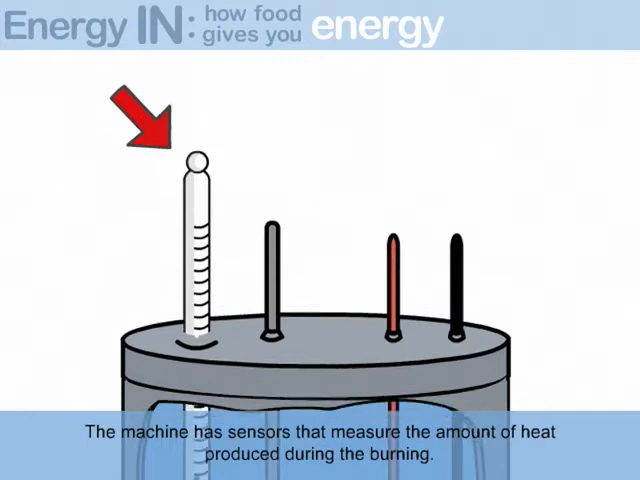 Energy IN: how food gives you energy
The machine has sensors that measure the amount of heat
produced during the burning.